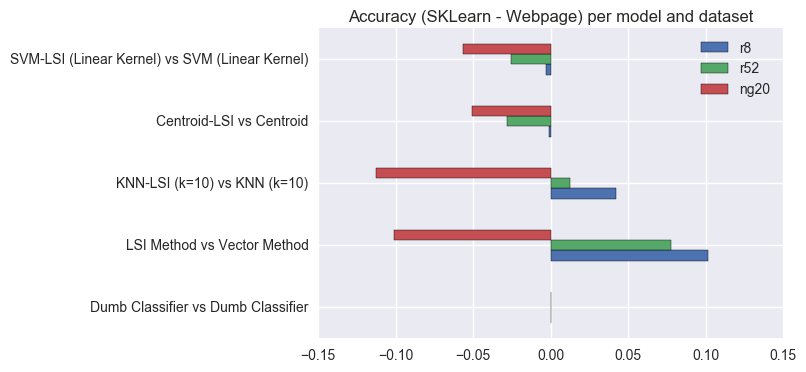 Accuracy (SKLearn - Webpage) per model and dataset
SVM-LSI (Linear Kernel) vs SVM (Linear Kernel)
Centroid-LSI vs Centroid
KNN-LSI (k=10) vs KNN (k=10)
LSI Method vs Vector Method
Dumb Classifier vs Dumb Classifier
r8
r52
ng20
−0.15 −0.10 −0.05 0.00 0.05 0.10 0.15